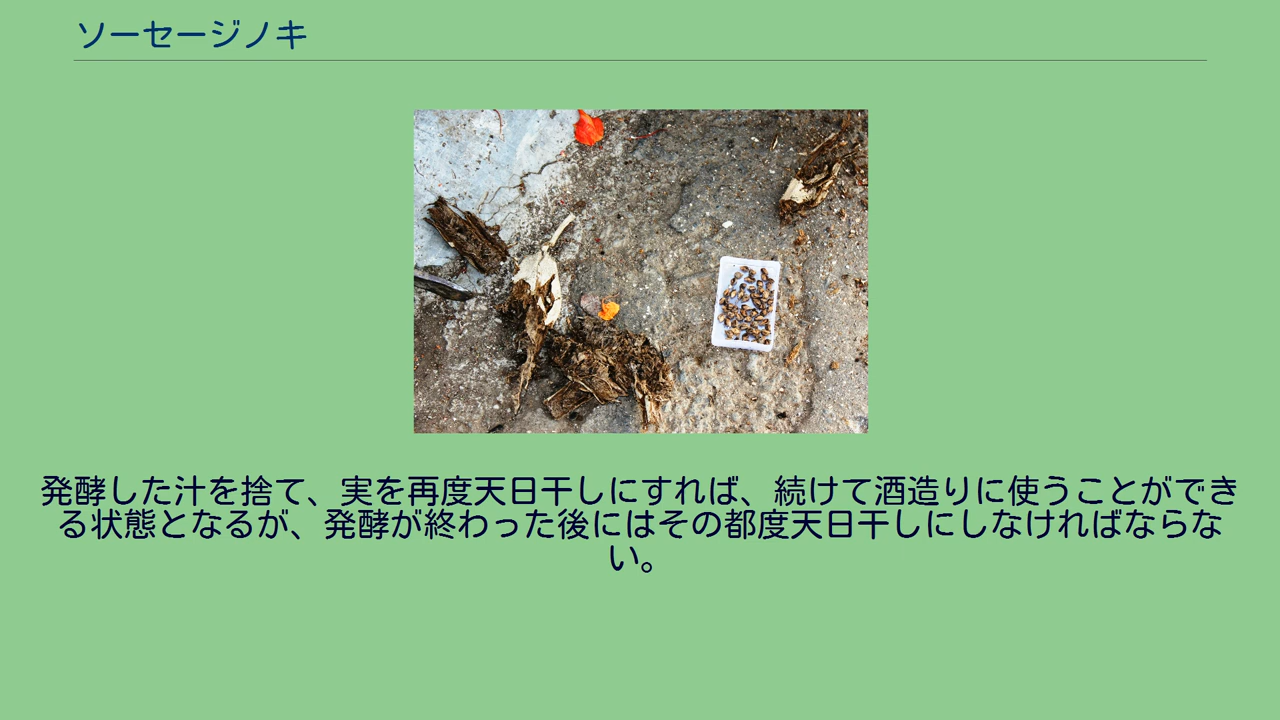 ソーセージノキ
発酵した汁を捨て、実を再度天日干しにすれば、続けて酒造りに使うことができ
る状態となるが、発酵が終わった後にはその都度天日干しにしなければならな
い。